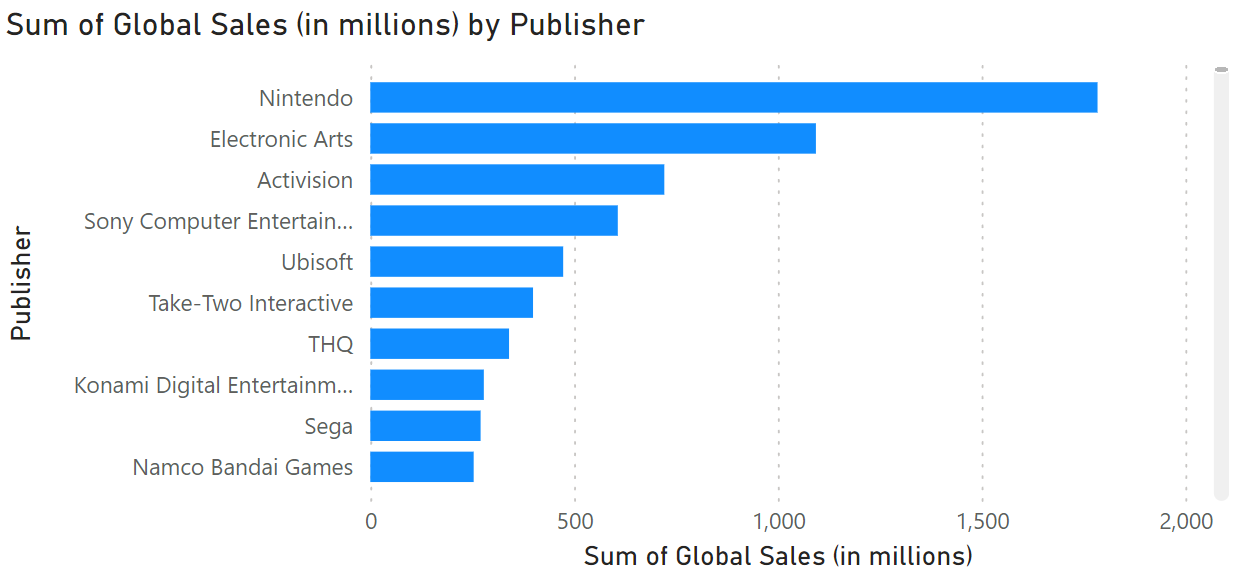 Sum of Global Sales (in millions) by Publisher
Publisher
Nintendo
Electronic Arts
Activision
Sony Computer Entertain...
Ubisoft
Take-Two Interactive
THQ
Konami Digital Entertainm...
Sega
Namco Bandai Games
0 500 1,000 1,500 2,000
Sum of Global Sales (in millions)